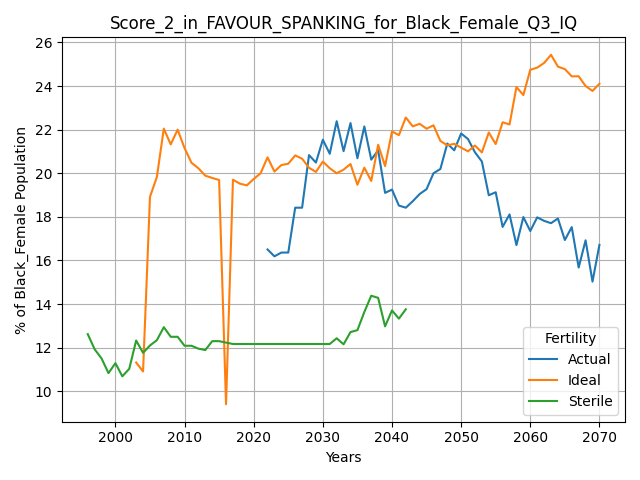 Score_2_in_FAVOUR_SPANKING_for_Black_Female_Q3_IQ
% of Black_Female Population
26
24
22
20
18
16
14
12
10
2000
2010
2020
2030
2040
2050
2060
2070
Years
Fertility
Actual
Ideal
Sterile